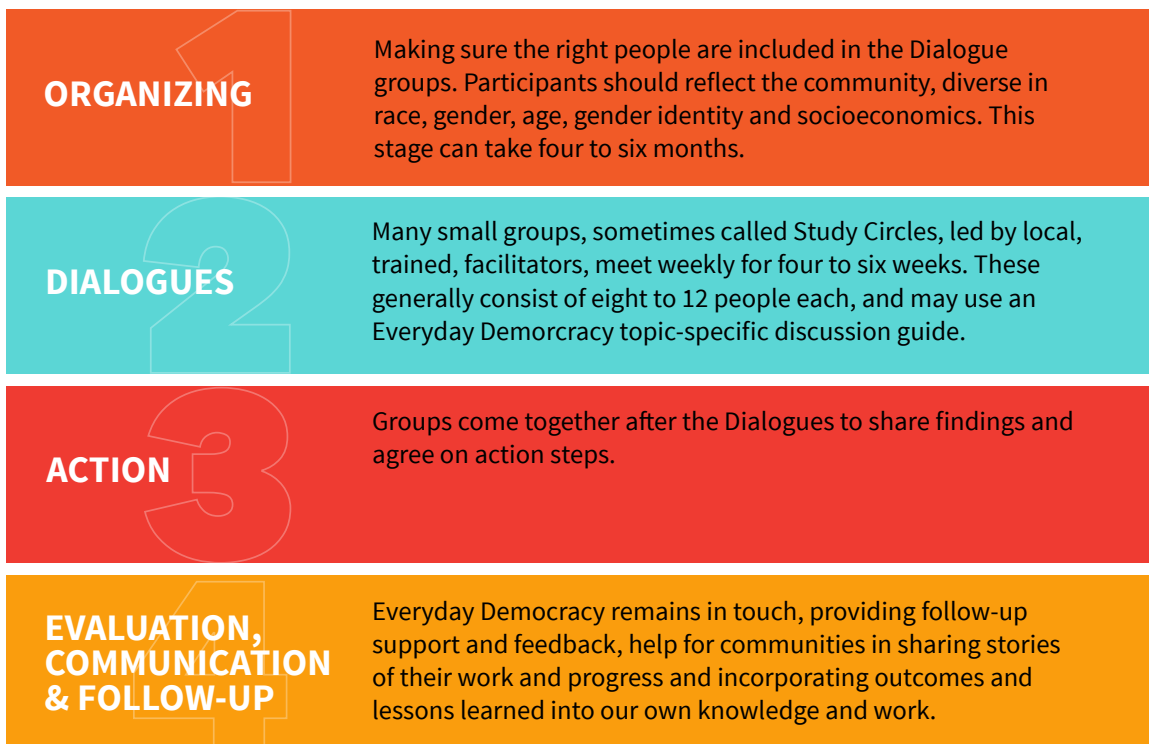 1
ORGANIZING
Making sure the right people are included in the Dialogue
groups. Participants should reflect the community, diverse in
race, gender, age, gender identity and socioeconomics. This
stage can take four to six months.
2
DIALOGUES
Many small groups, sometimes called Study Circles, led by local,
trained, facilitators, meet weekly for four to six weeks. These
generally consist of eight to 12 people each, and may use an
Everyday Demorcracy topic-specific discussion guide.
3
ACTION
Groups come together after the Dialogues to share findings and
agree on action steps.
4
EVALUATION,
COMMUNICATION
& FOLLOW-UP
Everyday Democracy remains in touch, providing follow-up
support and feedback, help for communities in sharing stories
of their work and progress and incorporating outcomes and
lessons learned into our own knowledge and work.